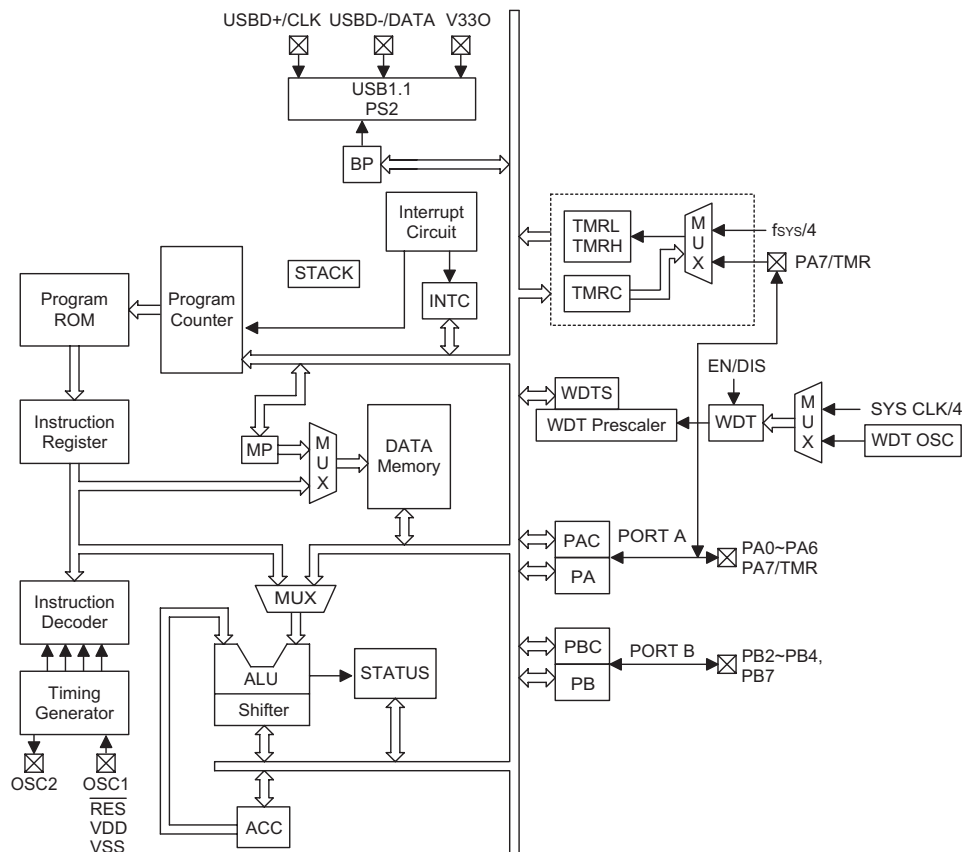 USBD+/CLK USBD-/DATA V33O
USB1.1
PS2
BP
Interrupt
Circuit
STACK
INTC
Program
ROM
Program
Counter
TMRL
TMRH
TMRC
MUX
fSYS/4
PA7/TMR
EN/DIS
WDTS
WDT Prescaler
WDT
MUX
SYS CLK/4
WDT OSC
Instruction
Register
MP
MUX
DATA
Memory
PAC
PA
PORT A
PA0~PA6
PA7/TMR
MUX
Instruction
Decoder
ALU
Shifter
STATUS
PBC
PB
PORT B
PB2~PB4,
PB7
Timing
Generator
OSC2
OSC1
RES
VDD
VSS
ACC